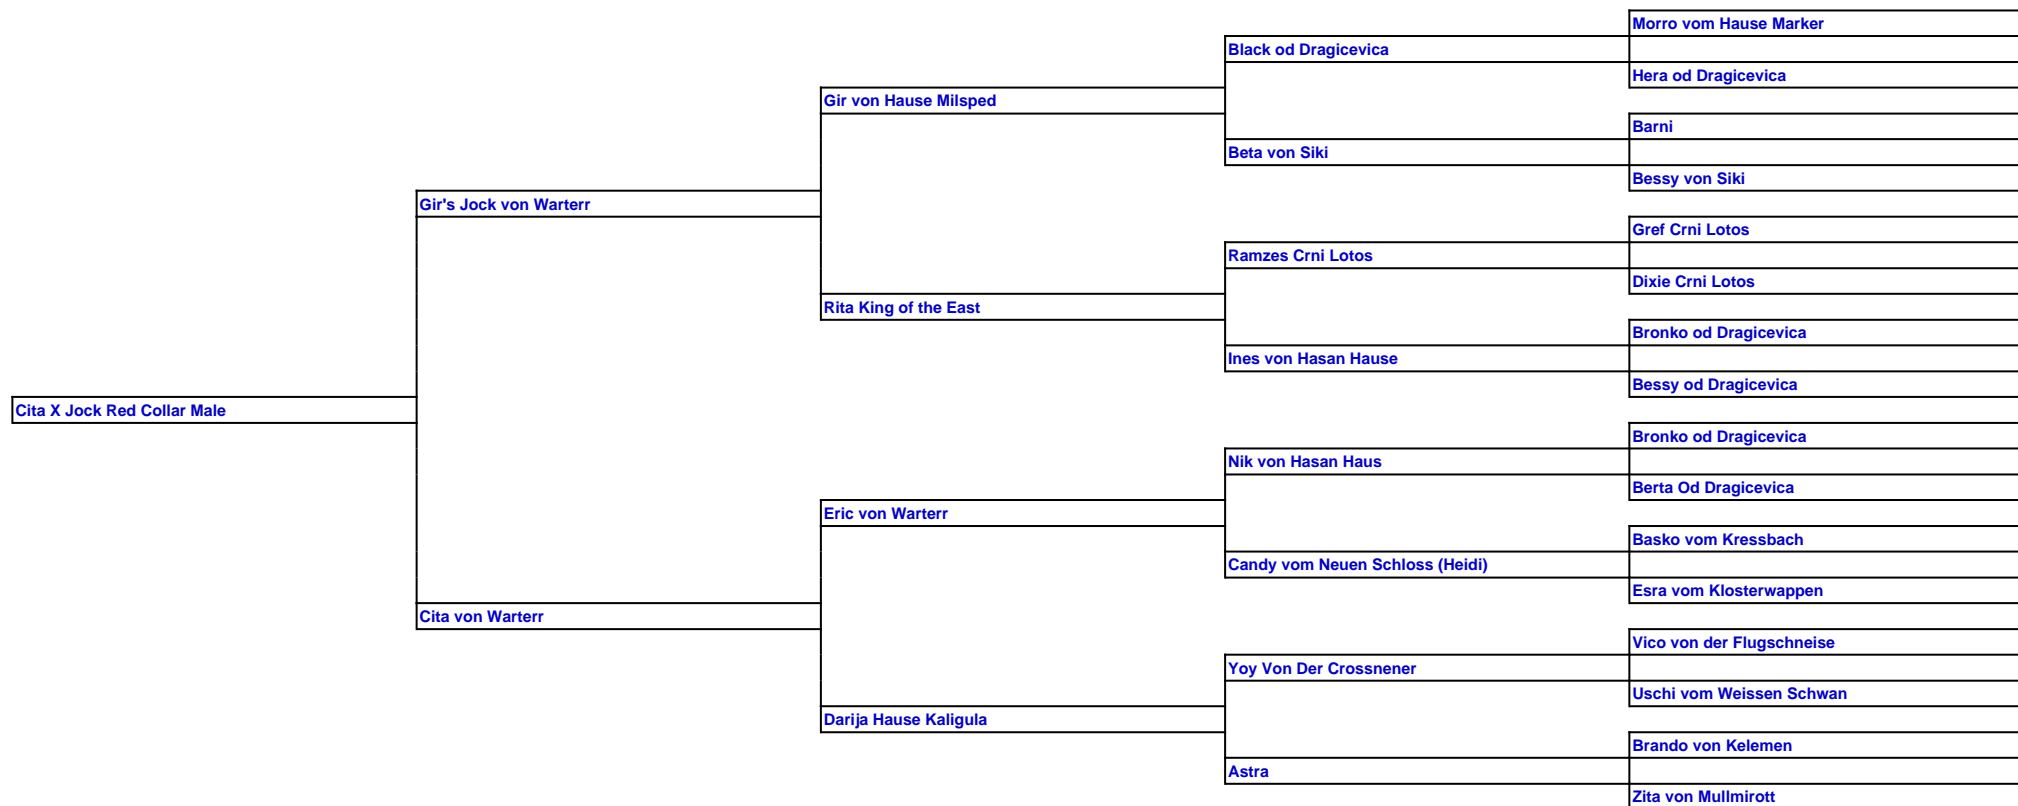 Morro vom Hause Marker
Black od Dragicevica
Hera od Dragicevica
Gir von Hause Milsped
Barni
Beta von Siki
Bessy von Siki
Gir's Jock von Warterr
Gref Crni Lotos
Ramzes Crni Lotos
Dixie Crni Lotos
Rita King of the East
Bronko od Dragicevica
Ines von Hasan Hause
Bessy od Dragicevica
Cita X Jock Red Collar Male
Bronko od Dragicevica
Nik von Hasan Haus
Berta Od Dragicevica
Eric von Warterr
Basko vom Kressbach
Candy vom Neuen Schloss (Heidi)
Esra vom Klosterwappen
Cita von Warterr
Vico von der Flugschneise
Yoy Von Der Crossnener
Uschi vom Weissen Schwan
Darija Hause Kaligula
Brando von Kelemen
Astra
Zita von Mullmirott